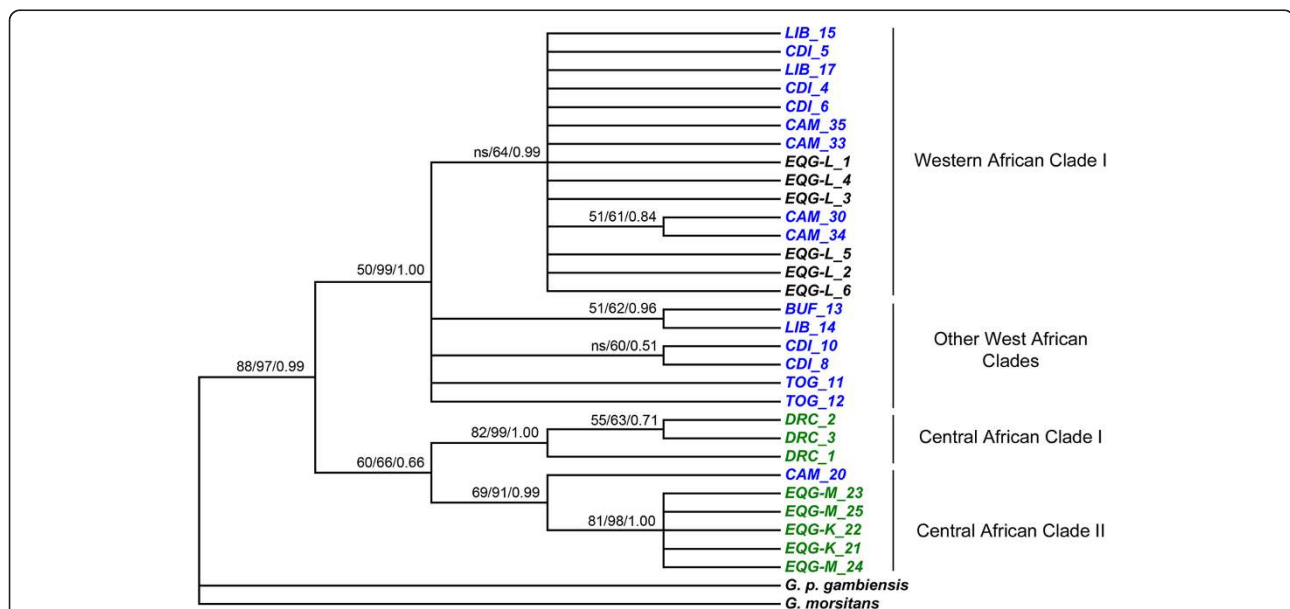 LIB_15
CDI_5
LIB_17
CDI_4
CDI_6
CAM_35
CAM_33
ns/64/0.99
EQG-L_1
Western African Clade I
EQG-L_4
EQG-L_3
51/61/0.84
CAM_30
CAM_34
EQG-L_5
50/99/1.00
EQG-L_2
EQG-L_6
51/62/0.96
BUF_13
LIB_14
Other West African
Clades
ns/60/0.51
CDI_10
CDI_8
88/97/0.99
TOG_11
TOG_12
55/63/0.71
DRC_2
82/99/1.00
DRC_3
Central African Clade I
DRC_1
60/66/0.66
CAM_20
69/91/0.99
EQG-M_23
EQG-M_25
81/98/1.00
EQG-K_22
Central African Clade II
EQG-K_21
EQG-M_24
G. p. gambiensis
G. morsitans